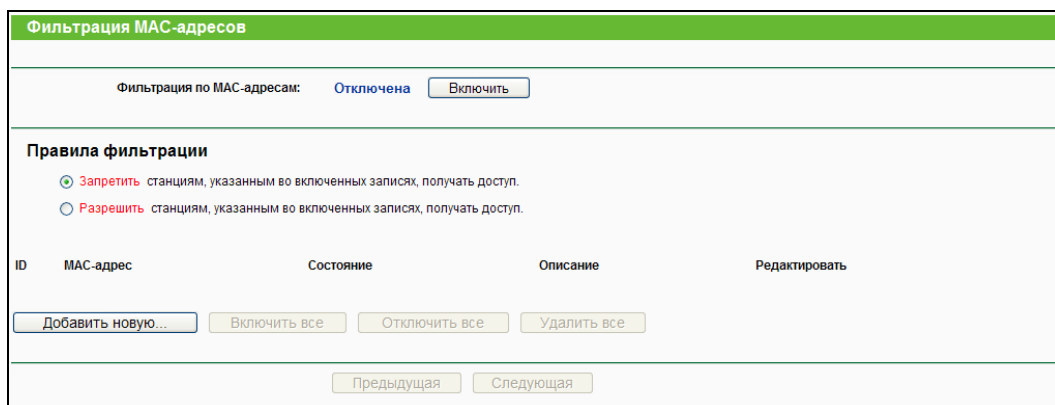 Фильтрация MAC-адресов
Фильтрация по MAC-адресам: Отключена Включить
Правила фильтрации
Запретить станциям, указанным во включенных записях, получать доступ.
Разрешить станциям, указанным во включенных записях, получать доступ.
ID MAC-адрес Состояние Описание Редактировать
Добавить новую... Включить все Отключить все Удалить все
Предыдущая Следующая